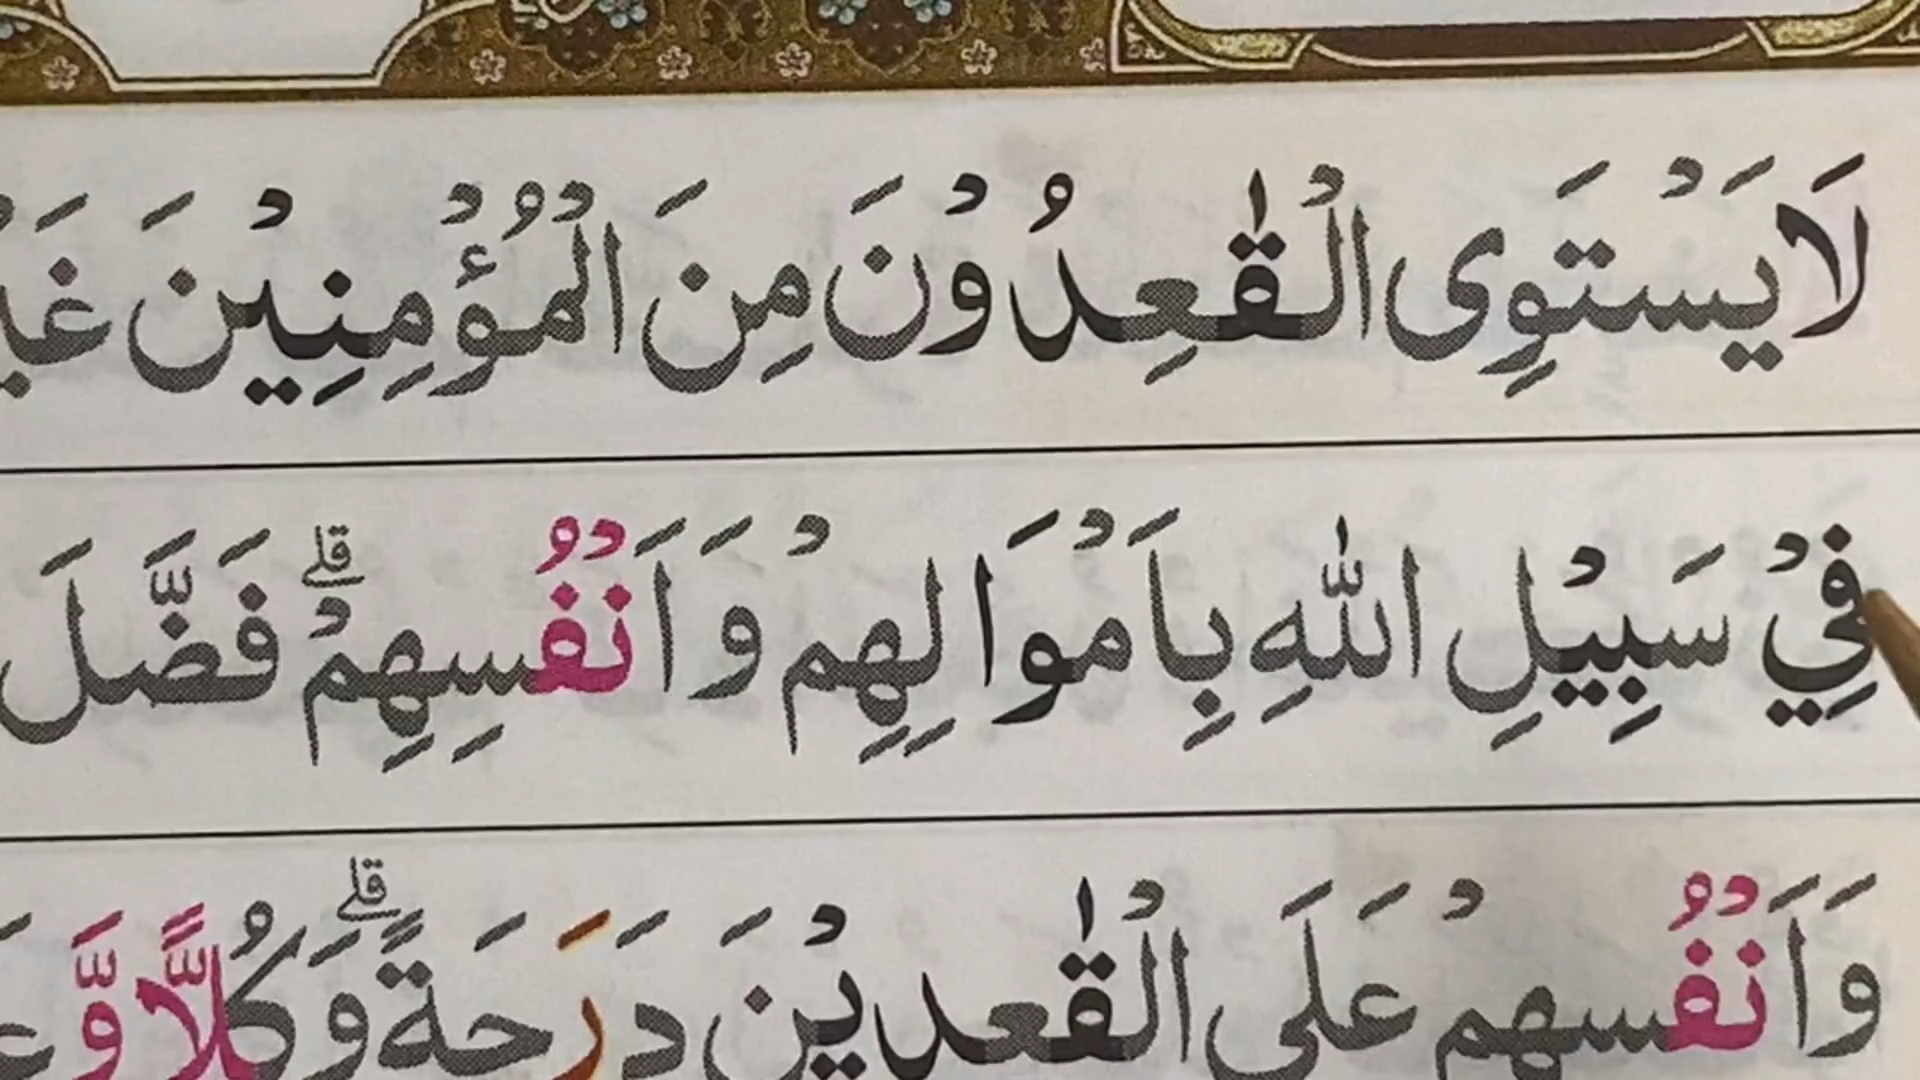 لَا يَسْتَوِى الْقٰعِدُوْنَ مِنَ الْمُؤْمِنِيْنَ
فِيْ سَبِيْلِ اللّٰهِ بِاَمْوَالِهِمْ وَاَنْفُسِهِمْ ۗ فَضَّلَ
وَاَنْفُسِهِمْ عَلَى الْقٰعِدِيْنَ دَرَجَةً ۗ وَكُلًّا